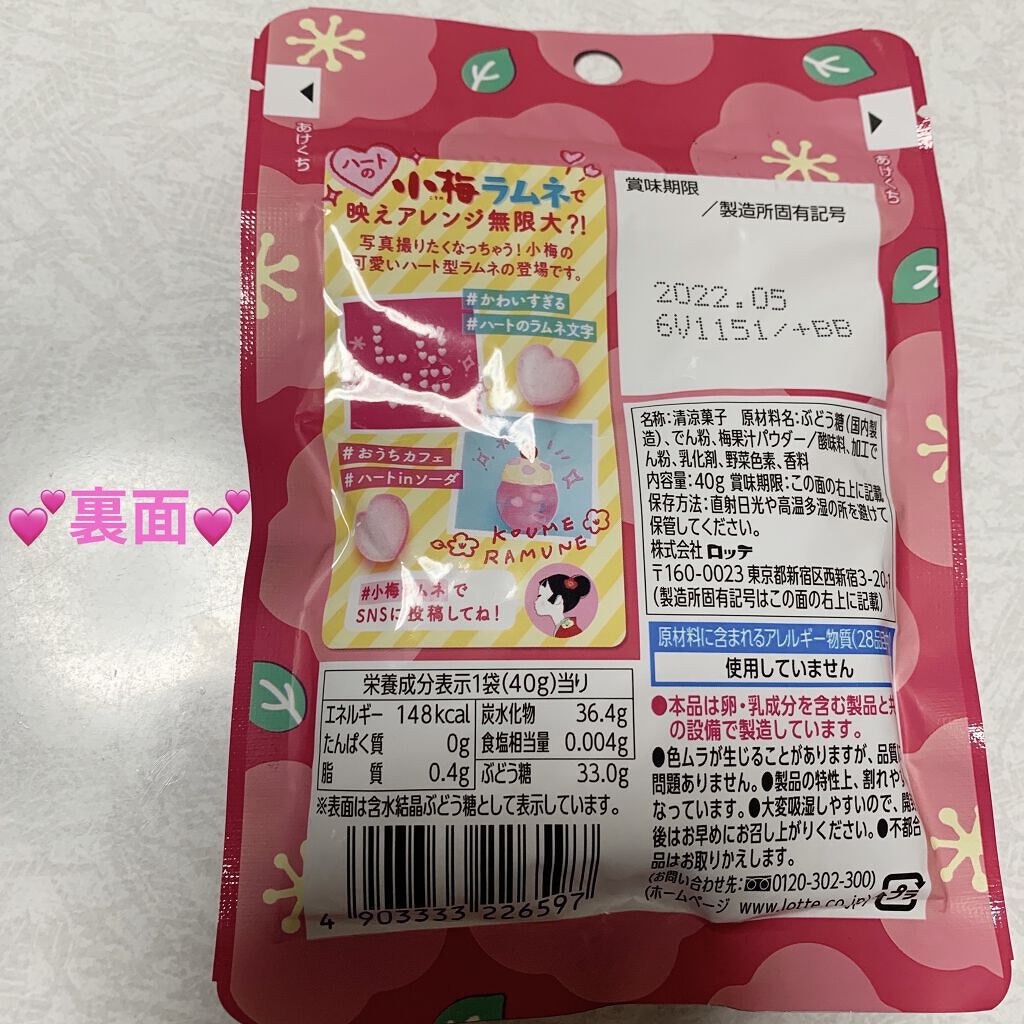 あけくち
あけくち
ハートの
小梅ラムネで
こうめ
映えアレンジ無限大?!
写真撮りたくなっちゃう!小梅の
可愛いハート型ラムネの登場です。
#かわいすぎる
#ハートのラムネ文字
#おうちカフェ
#ハートinソーダ
KOUME
RAMUNE
#小梅ラムネで
SNSに投稿してね!
賞味期限
/製造所固有記号
2022.05
6V1151/+BB
名称:清涼菓子 原材料名:ぶどう糖(国内製
造)、でん粉、梅果汁パウダー/酸味料、加工で
ん粉、乳化剤、野菜色素、香料
内容量:40g 賞味期限:この面の右上に記載
保存方法:直射日光や高温多湿の所を避けて
保管してください。
株式会社 ロッテ
〒160-0023 東京都新宿区西新宿3-20-1
(製造所固有記号はこの面の右上に記載)
原材料に含まれるアレルギー物質(28品目中)
使用していません
●本品は卵・乳成分を含む製品と共
の設備で製造しています。
●色ムラが生じることがありますが、品質に
問題ありません。●製品の特性上、割れやす
なっています。●大変吸湿しやすいので、開封
後はお早めにお召し上がりください。●不都合
品はお取りかえします。
(お問い合わせ先:0120-302-300)
(ホームページ www.lotte.co.jp)
プラ
栄養成分表示1袋(40g)当り
エネルギー 148kcal 炭水化物 36.4g
たんぱく質 0g 食塩相当量 0.004g
脂質 0.4g ぶどう糖 33.0g
※表面は含水結晶ぶどう糖として表示しています。
4 903333 226597
💕裏面💕